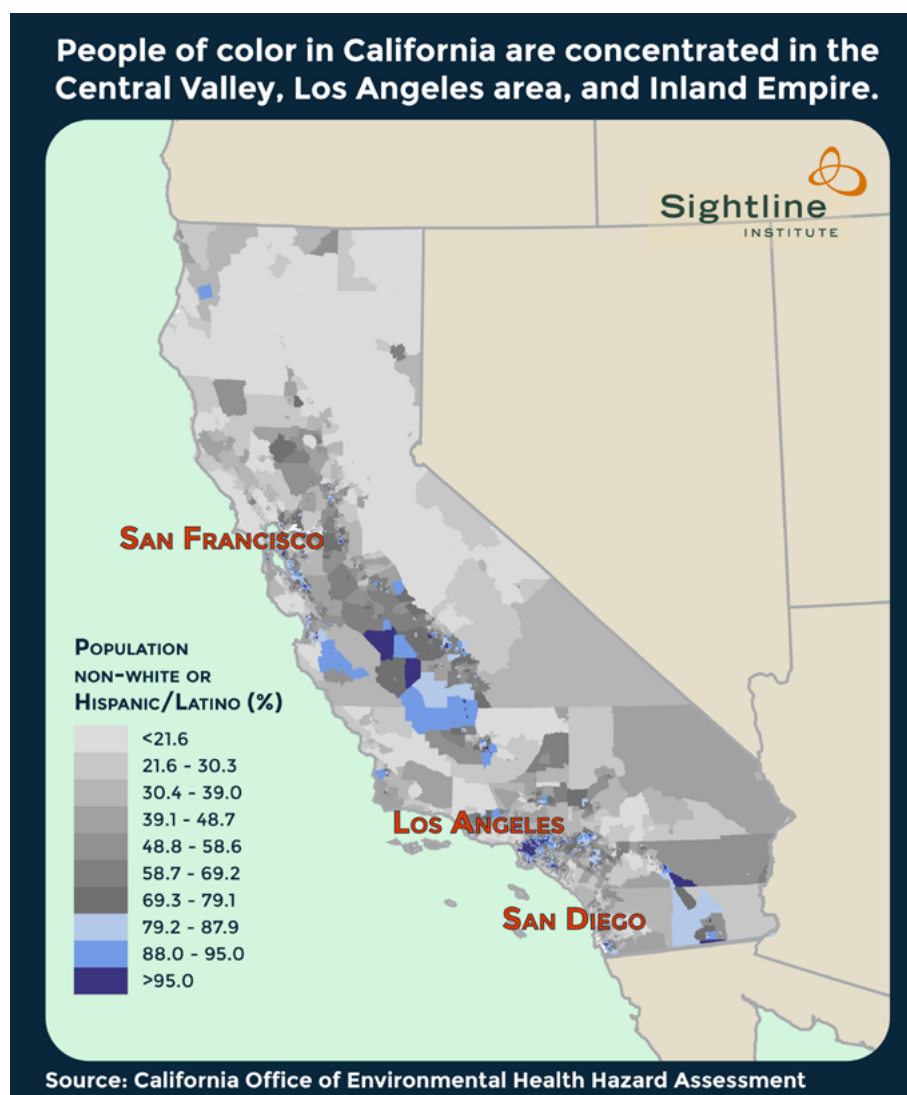 People of color in California are concentrated in the
Central Valley, Los Angeles area, and Inland Empire.
Sightline
INSTITUTE
SAN FRANCISCO
POPULATION
NON-WHITE OR
HISPANIC/LATINO (%)
<21.6
21.6 - 30.3
30.4 - 39.0
39.1 - 48.7
48.8 - 58.6
58.7 - 69.2
69.3 - 79.1
79.2 - 87.9
88.0 - 95.0
>95.0
LOS ANGELES
SAN DIEGO
Source: California Office of Environmental Health Hazard Assessment